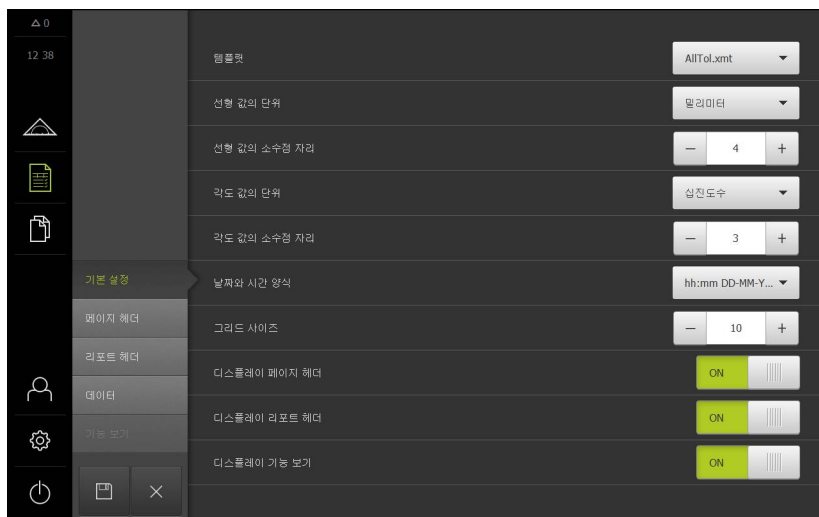 △ 0
12 38
템플릿
AllTol.xmt
선형 값의 단위
밀리미터
선형 값의 소수점 자리
− 4 +
각도 값의 단위
십진도수
각도 값의 소수점 자리
− 3 +
기본 설정
날짜와 시간 양식
hh:mm DD-MM-Y...
페이지 헤더
그리드 사이즈
− 10 +
리포트 헤더
디스플레이 페이지 헤더
ON
데이터
디스플레이 리포트 헤더
ON
기능 보기
디스플레이 기능 보기
ON